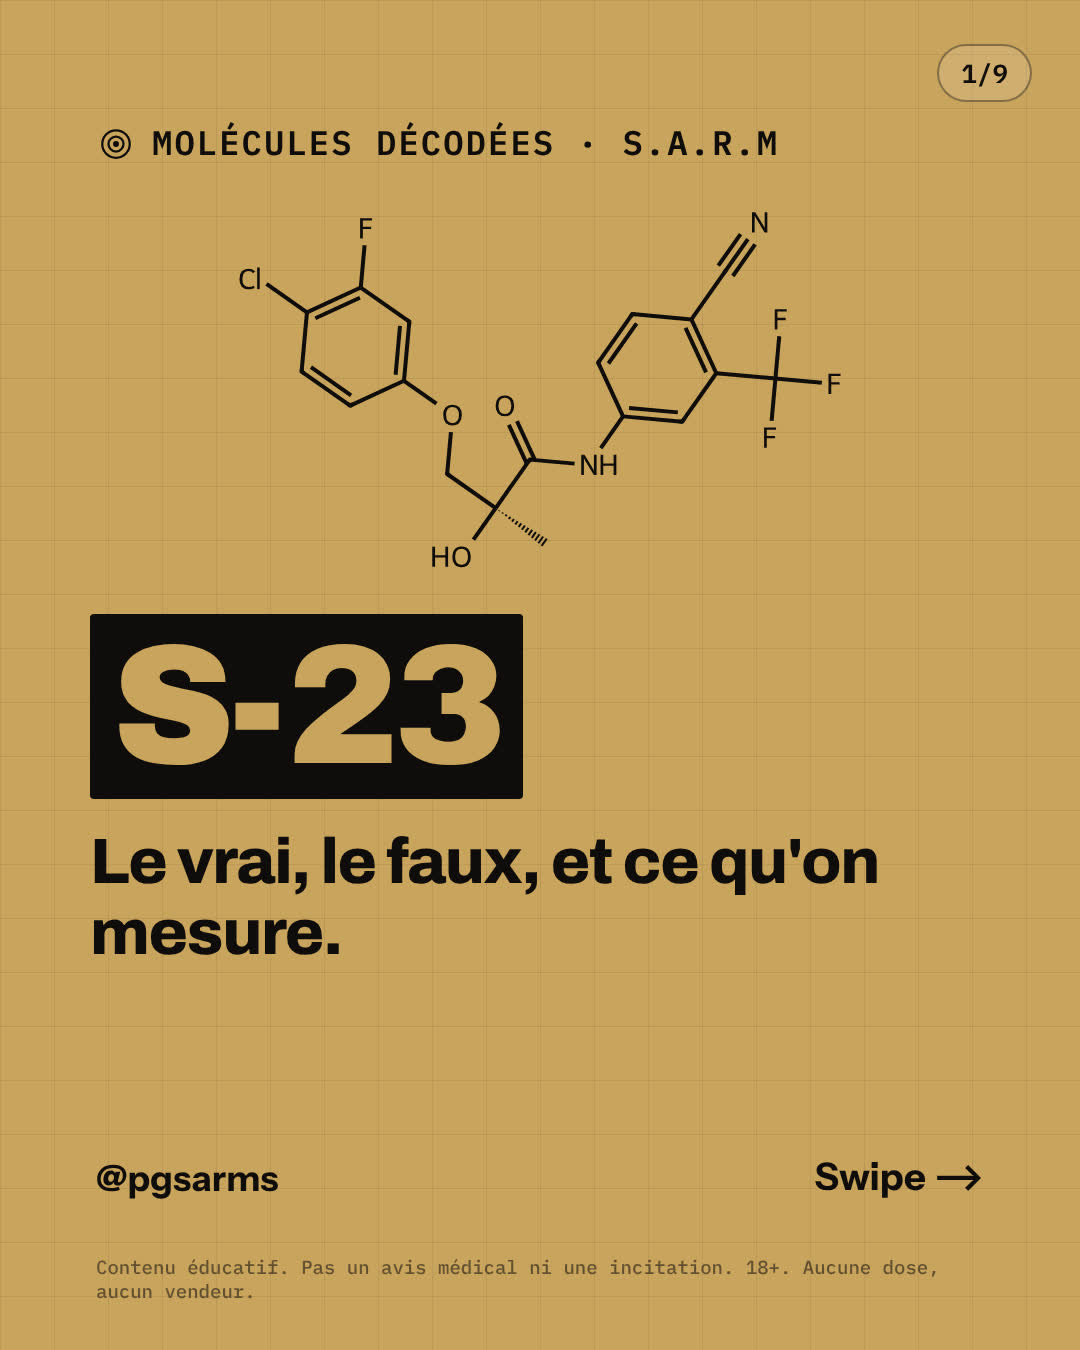 1/9
◎ MOLÉCULES DÉCODÉES · S.A.R.M
N
F
Cl
F
F
F
O
O
NH
HO
S-23
Le vrai, le faux, et ce qu'on
mesure.
@pgsarms
Swipe →
Contenu éducatif. Pas un avis médical ni une incitation. 18+. Aucune dose,
aucun vendeur.